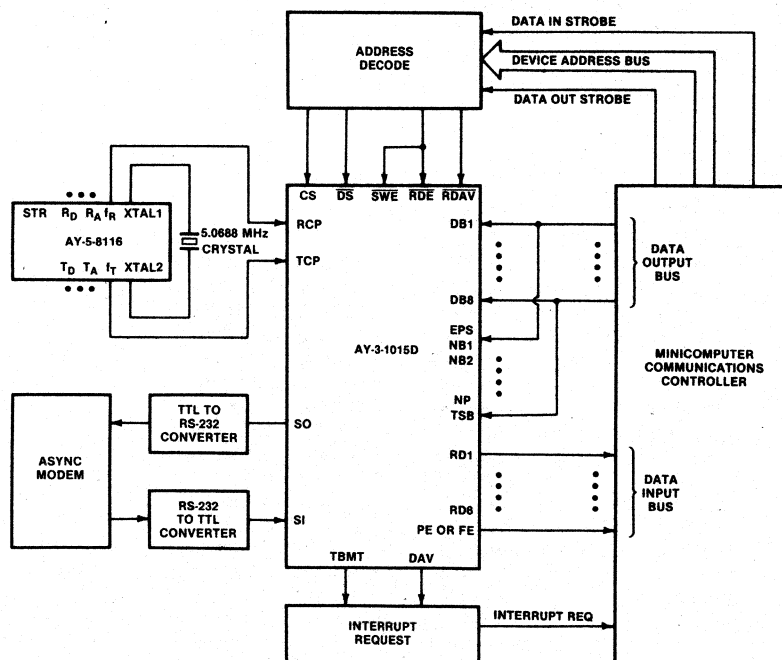 DATA IN STROBE
ADDRESS
DECODE
DEVICE ADDRESS BUS
DATA OUT STROBE
CS DS SWE RDE RDAV
STR RD RA fR XTAL1
AY-5-8116
TD TA fT XTAL2
5.0688 MHz
CRYSTAL
RCP
TCP
DB1
DB8
DATA
OUTPUT
BUS
EPS
NB1
NB2
AY-3-1015D
MINICOMPUTER
COMMUNICATIONS
CONTROLLER
NP
TSB
TTL TO
RS-232
CONVERTER
SO
ASYNC
MODEM
RD1
DATA
INPUT
BUS
RS-232
TO TTL
CONVERTER
SI
RD6
PE OR FE
TBMT DAV
INTERRUPT
REQUEST
INTERRUPT REQ